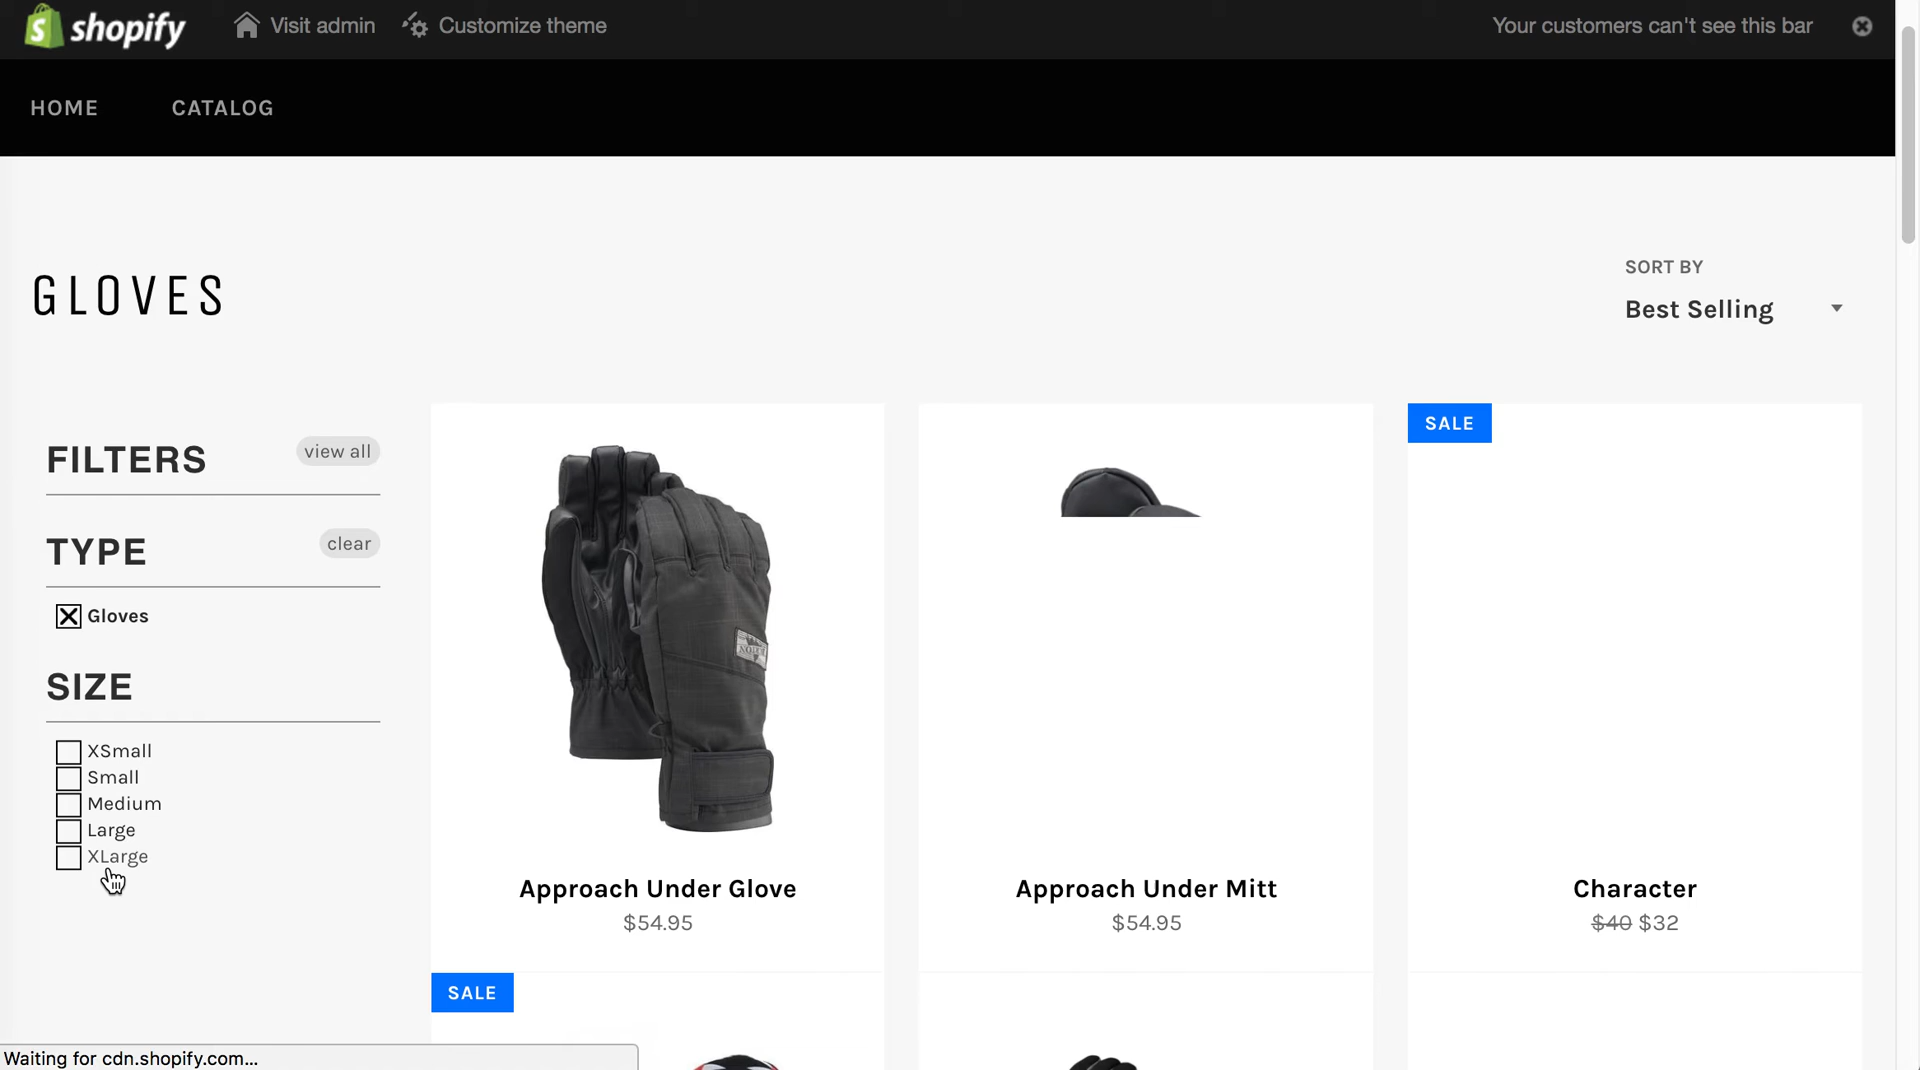 shopify Visit admin Customize theme Your customers can't see this bar
HOME CATALOG
GLOVES
SORT BY
Best Selling
FILTERS view all
TYPE clear
Gloves
SIZE
XSmall
Small
Medium
Large
XLarge
Approach Under Glove
$54.95
Approach Under Mitt
$54.95
SALE
Character
$40 $32
SALE
Waiting for cdn.shopify.com...